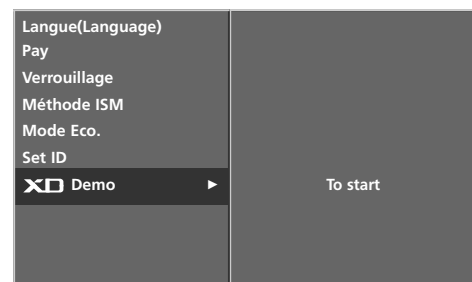 Langue(Language)
Pay
Verrouillage
Méthode ISM
Mode Eco.
Set ID
XD Demo ► To start